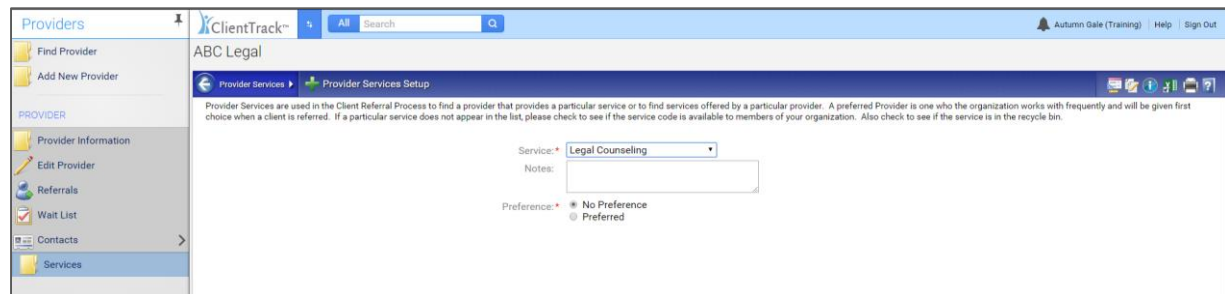 Providers
ClientTrack™
All
Search
Autumn Gale (Training)
Help
Sign Out
Find Provider
Add New Provider
PROVIDER
Provider Information
Edit Provider
Referrals
Wait List
Contacts
Services
ABC Legal
Provider Services
Provider Services Setup
Provider Services are used in the Client Referral Process to find a provider that provides a particular service or to find services offered by a particular provider. A preferred Provider is one who the organization works with frequently and will be given first
choice when a client is referred. If a particular service does not appear in the list, please check to see if the service code is available to members of your organization. Also check to see if the service is in the recycle bin.
Service:* Legal Counseling
Notes:
Preference:* No Preference
Preferred